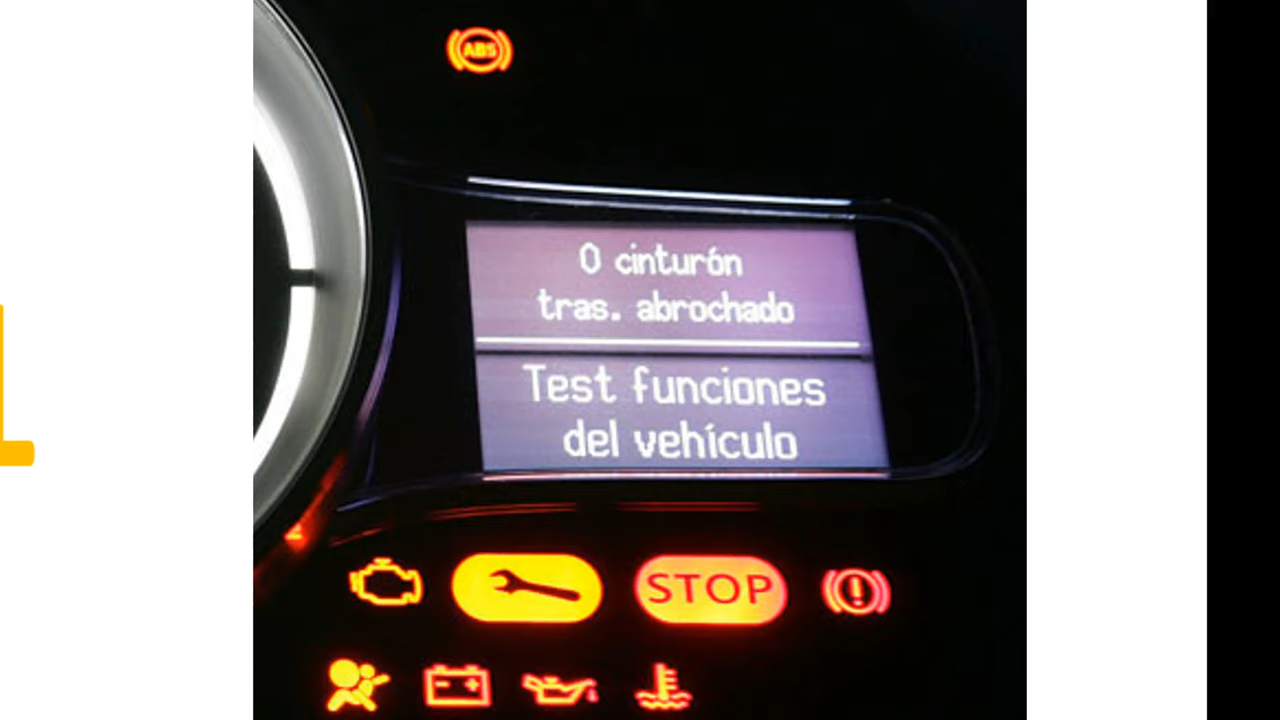 ABS
0 cinturón
tras. abrochado
Test funciones
del vehículo
STOP